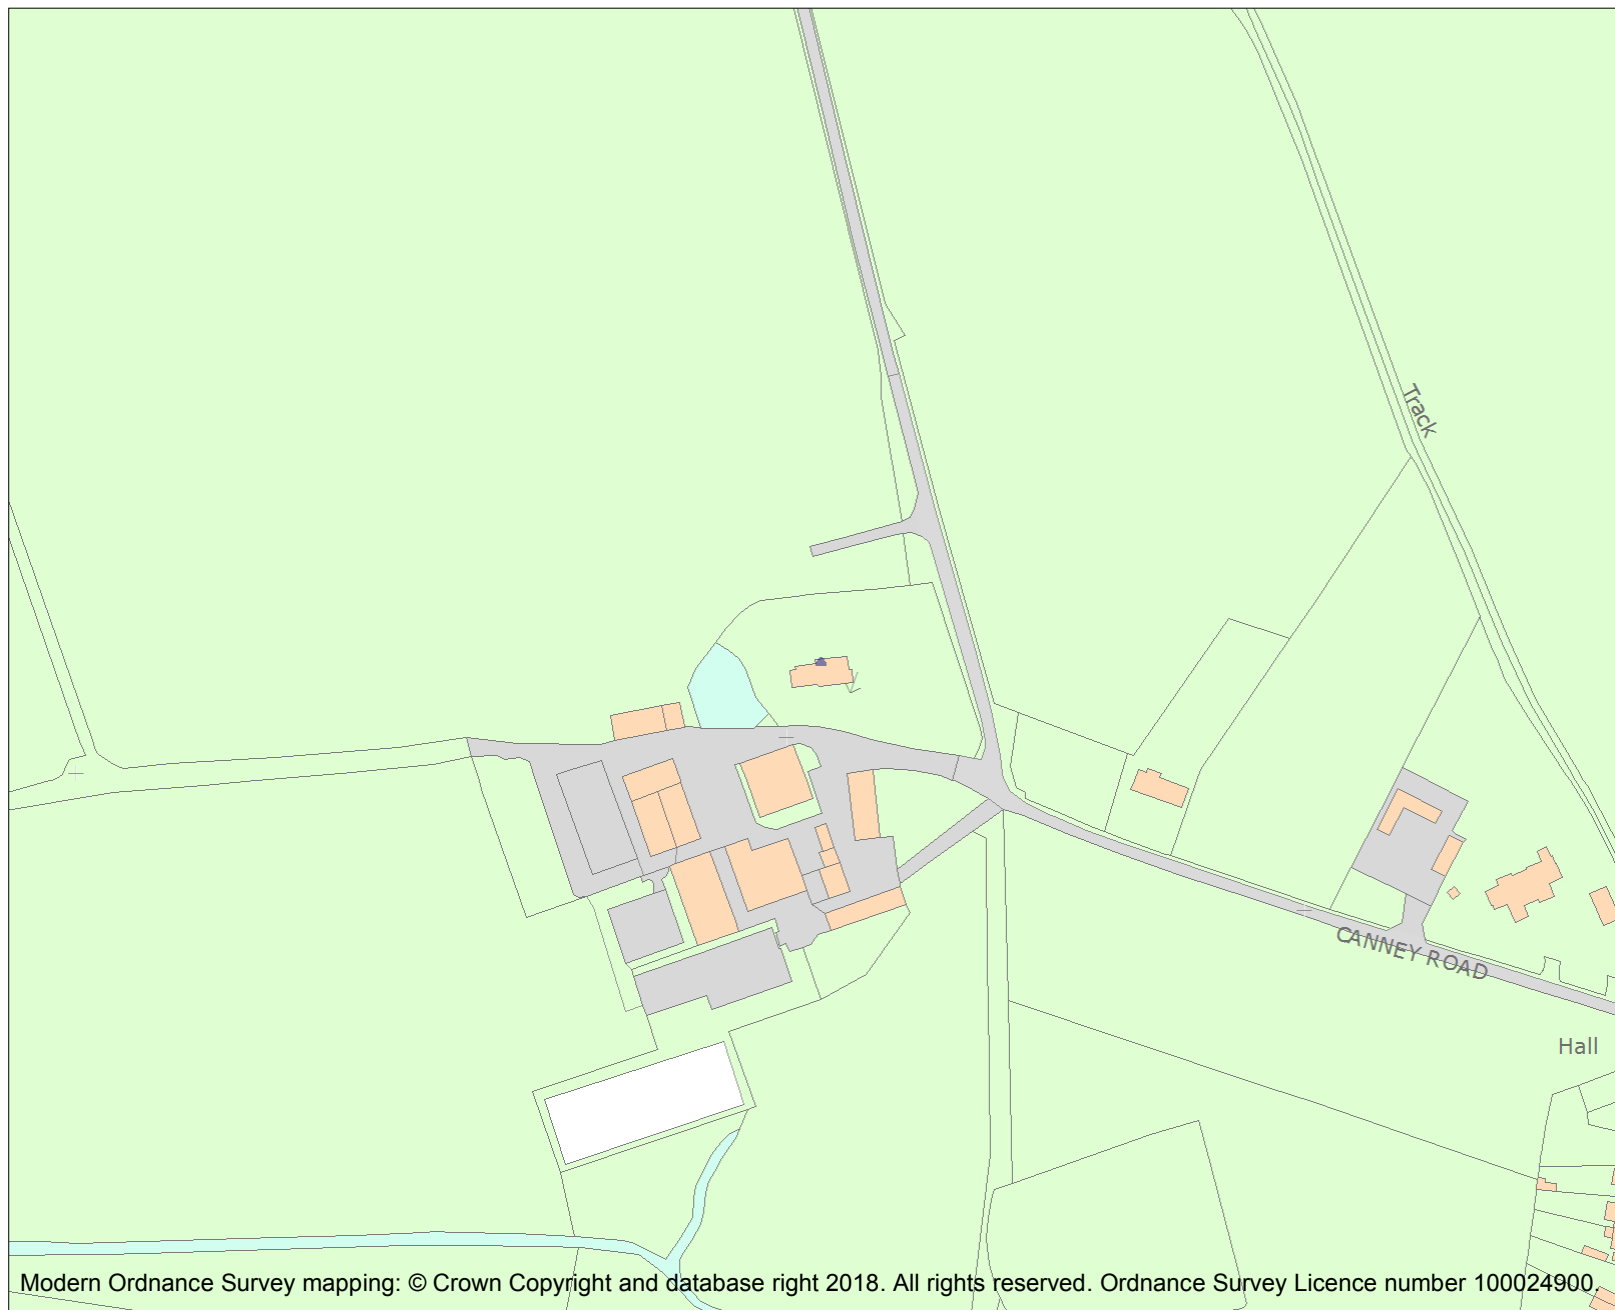 Track
CANNEY ROAD
Hall
Modern Ordnance Survey mapping: © Crown Copyright and database right 2018. All rights reserved. Ordnance Survey Licence number 100024900.